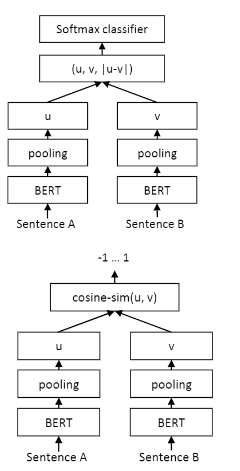 Softmax classifier
(u, v, |u-v|)
u v
pooling pooling
BERT BERT
Sentence A Sentence B
-1 … 1
cosine-sim(u, v)
u v
pooling pooling
BERT BERT
Sentence A Sentence B